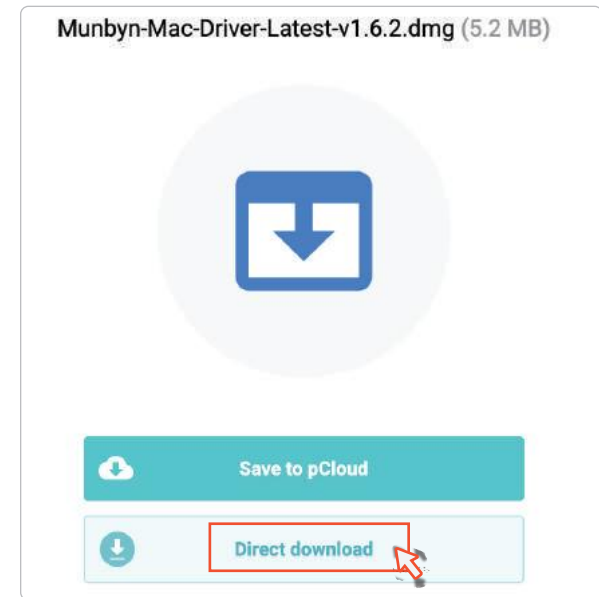 Munbyn-Mac-Driver-Latest-v1.6.2.dmg (5.2 MB)
Save to pCloud
Direct download